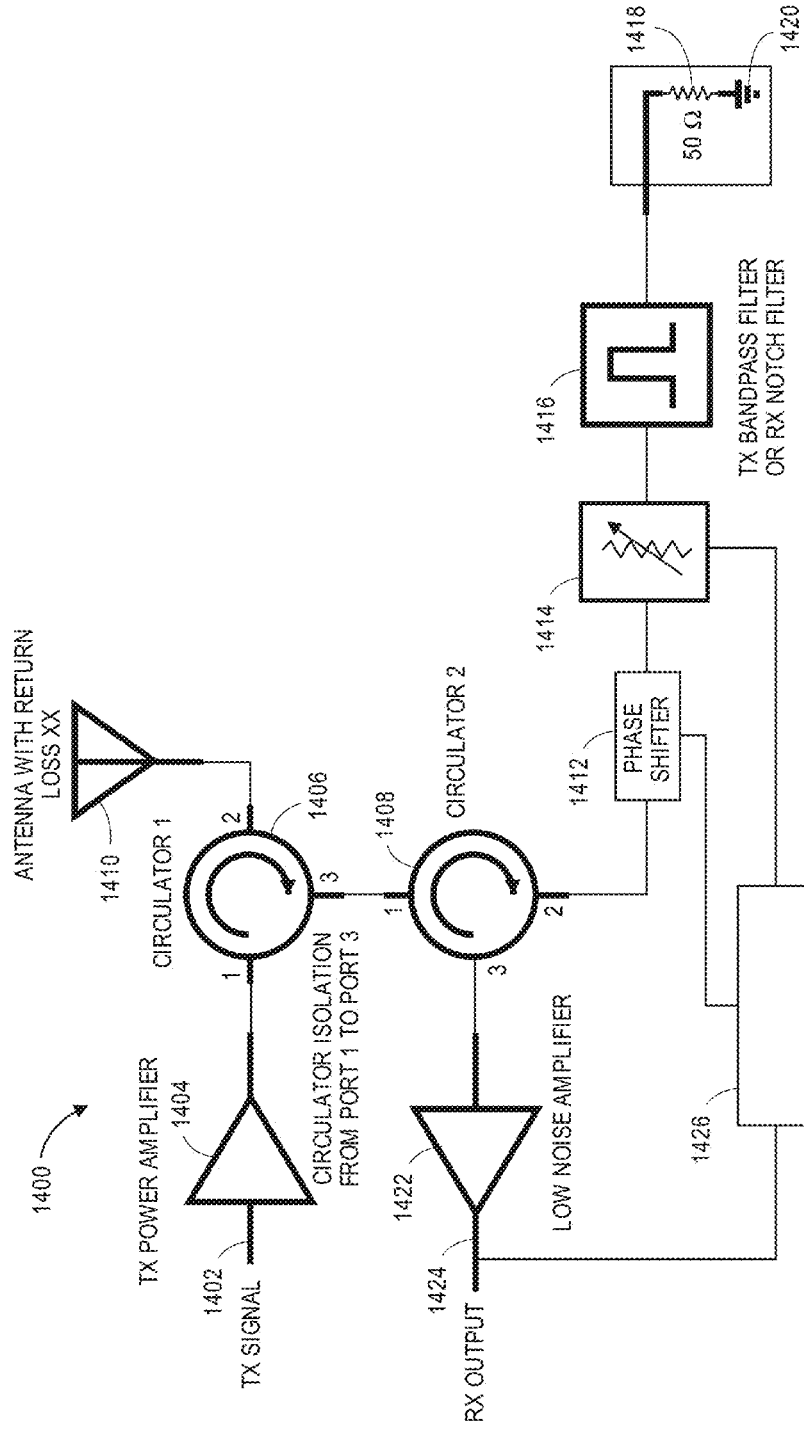 1400
TX POWER AMPLIFIER
1404
1402
TX SIGNAL
CIRCULATOR 1
1
2
3
1406
CIRCULATOR ISOLATION
FROM PORT 1 TO PORT 3
ANTENNA WITH RETURN
LOSS XX
1410
1408
CIRCULATOR 2
1
2
3
1422
LOW NOISE AMPLIFIER
1424
RX OUTPUT
1412
PHASE
SHIFTER
1414
1416
TX BANDPASS FILTER
OR RX NOTCH FILTER
50 Ω
1418
1420
1426